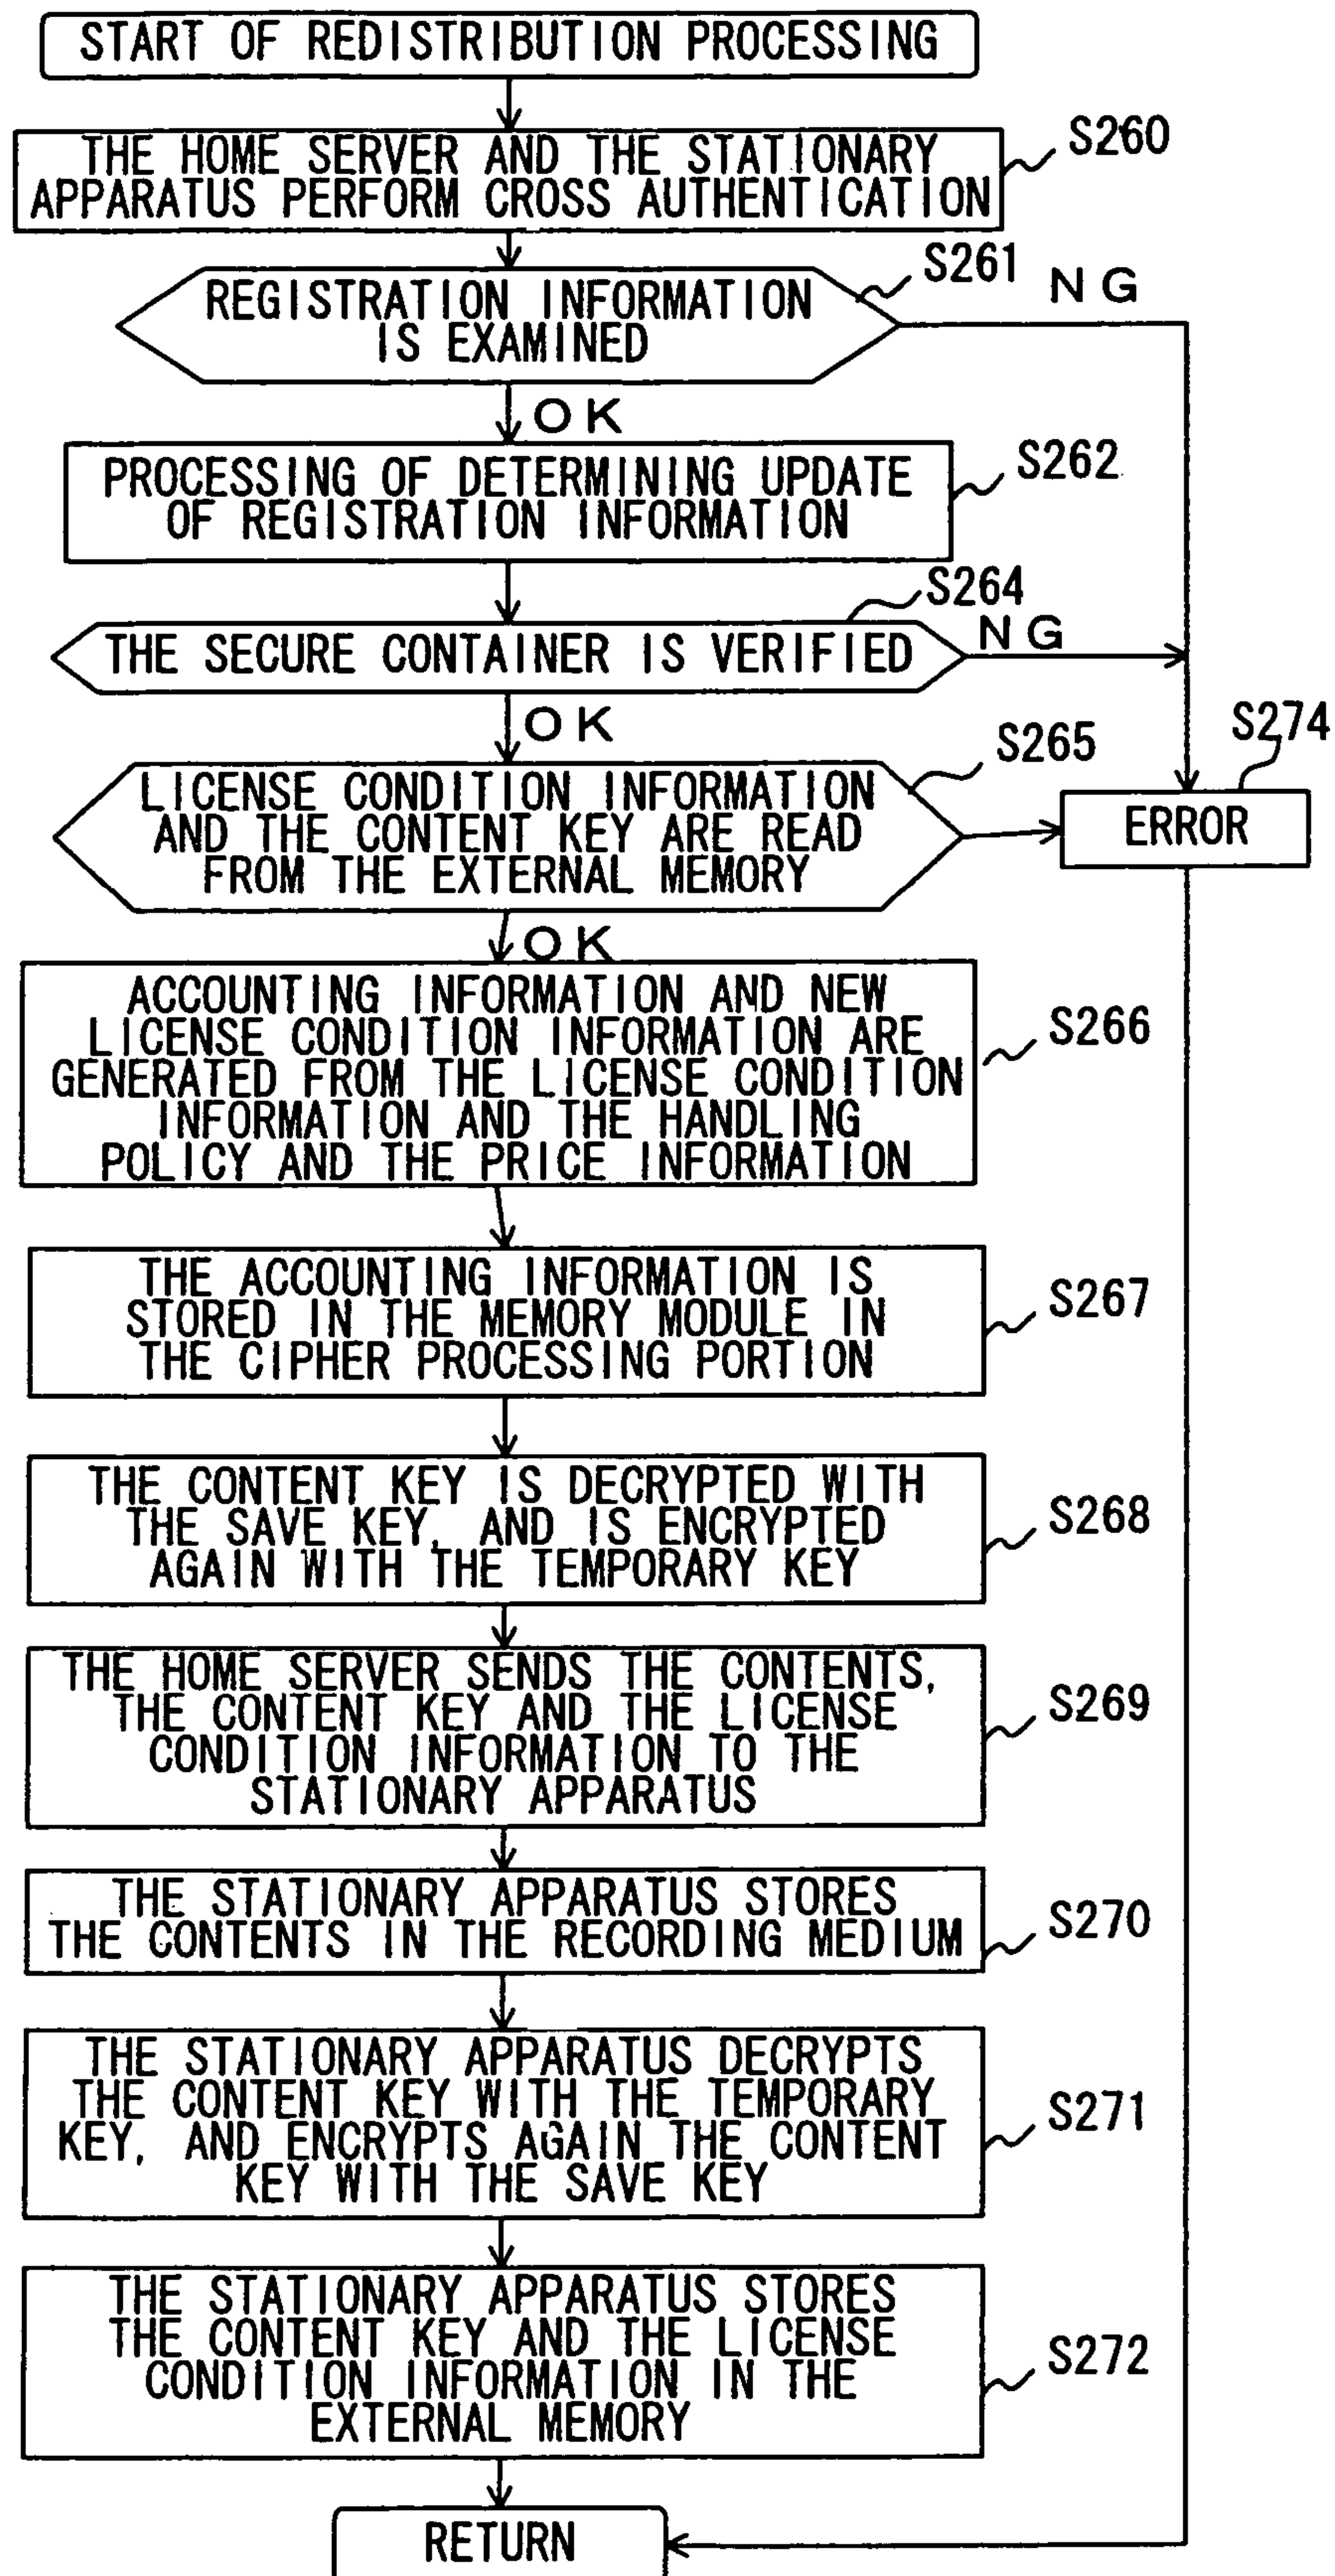 START OF REDISTRIBUTION PROCESSING
THE HOME SERVER AND THE STATIONARY
APPARATUS PERFORM CROSS AUTHENTICATION
S260
REGISTRATION INFORMATION
IS EXAMINED
S261
NG
OK
PROCESSING OF DETERMINING UPDATE
OF REGISTRATION INFORMATION
S262
THE SECURE CONTAINER IS VERIFIED
S264
NG
OK
LICENSE CONDITION INFORMATION
AND THE CONTENT KEY ARE READ
FROM THE EXTERNAL MEMORY
S265
S274
ERROR
OK
ACCOUNTING INFORMATION AND NEW
LICENSE CONDITION INFORMATION ARE
GENERATED FROM THE LICENSE CONDITION
INFORMATION AND THE HANDLING
POLICY AND THE PRICE INFORMATION
S266
THE ACCOUNTING INFORMATION IS
STORED IN THE MEMORY MODULE IN
THE CIPHER PROCESSING PORTION
S267
THE CONTENT KEY IS DECRYPTED WITH
THE SAVE KEY, AND IS ENCRYPTED
AGAIN WITH THE TEMPORARY KEY
S268
THE HOME SERVER SENDS THE CONTENTS,
THE CONTENT KEY AND THE LICENSE
CONDITION INFORMATION TO THE
STATIONARY APPARATUS
S269
THE STATIONARY APPARATUS STORES
THE CONTENTS IN THE RECORDING MEDIUM
S270
THE STATIONARY APPARATUS DECRYPTS
THE CONTENT KEY WITH THE TEMPORARY
KEY, AND ENCRYPTS AGAIN THE CONTENT
KEY WITH THE SAVE KEY
S271
THE STATIONARY APPARATUS STORES
THE CONTENT KEY AND THE LICENSE
CONDITION INFORMATION IN THE
EXTERNAL MEMORY
S272
RETURN